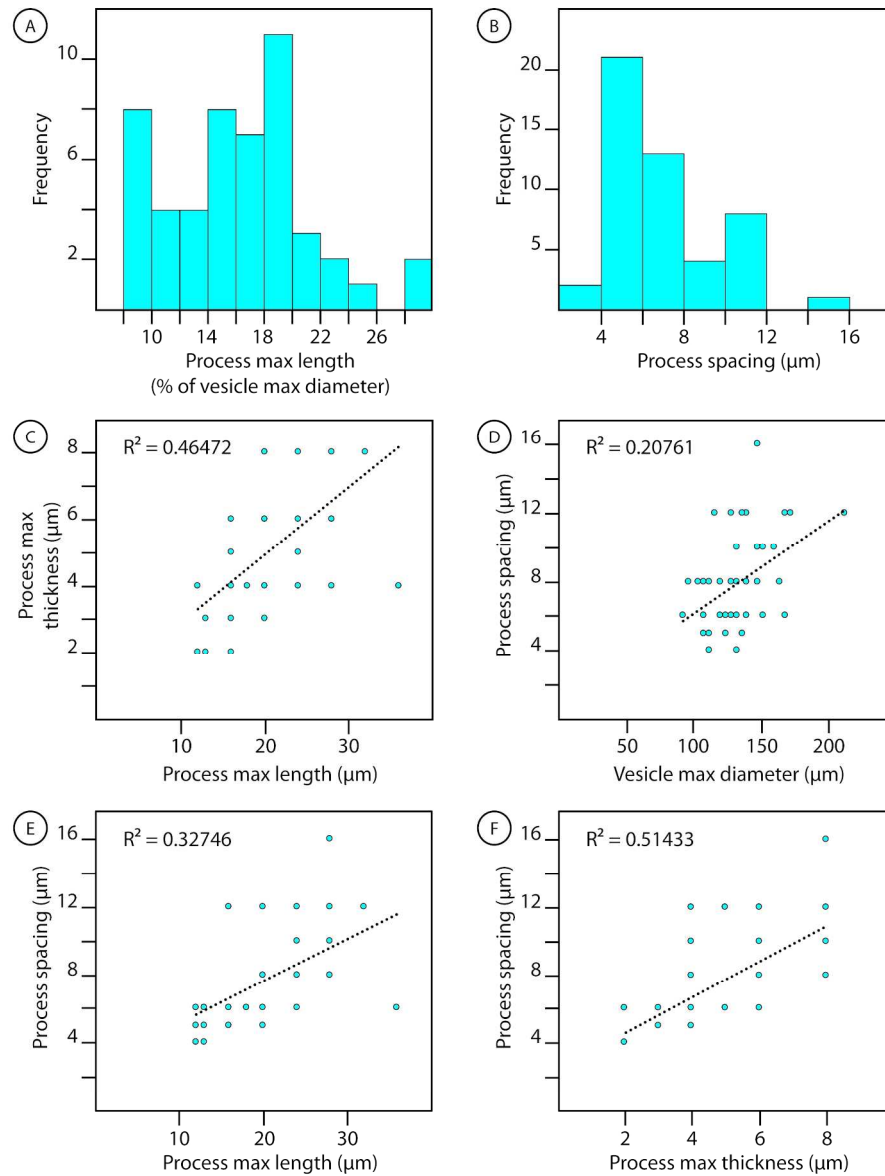 A
10
6
2
Frequency
10 14 18 22 26
Process max length
(% of vesicle max diameter)
B
20
15
10
5
Frequency
4 8 12 16
Process spacing (µm)
C
R² = 0.46472
8
6
4
2
Process max
thickness (µm)
10 20 30
Process max length (µm)
D
R² = 0.20761
16
12
8
4
Process spacing (µm)
50 100 150 200
Vesicle max diameter (µm)
E
R² = 0.32746
16
12
8
4
Process spacing (µm)
10 20 30
Process max length (µm)
F
R² = 0.51433
16
12
8
4
Process spacing (µm)
2 4 6 8
Process max thickness (µm)